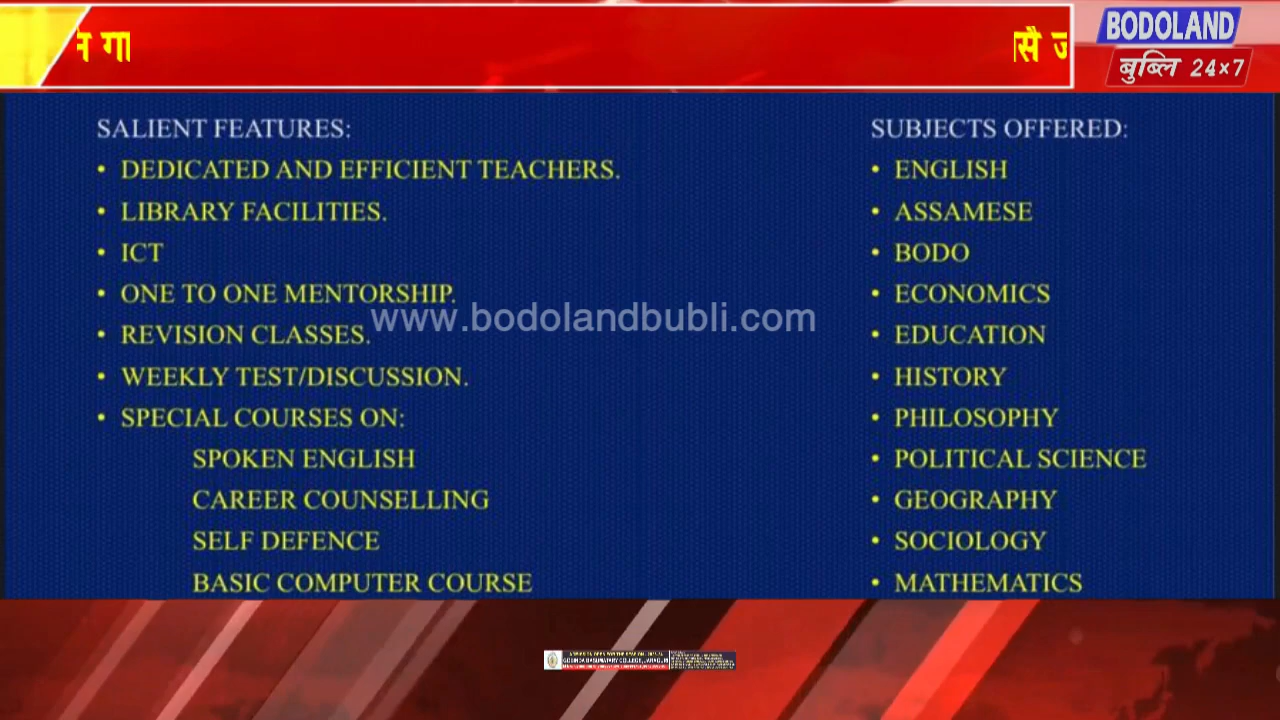 BODOLAND
बुब्लि 24×7
SALIENT FEATURES:
• DEDICATED AND EFFICIENT TEACHERS.
• LIBRARY FACILITIES.
• ICT
• ONE TO ONE MENTORSHIP.
• REVISION CLASSES.
• WEEKLY TEST/DISCUSSION.
• SPECIAL COURSES ON:
SPOKEN ENGLISH
CAREER COUNSELLING
SELF DEFENCE
BASIC COMPUTER COURSE
SUBJECTS OFFERED:
• ENGLISH
• ASSAMESE
• BODO
• ECONOMICS
• EDUCATION
• HISTORY
• PHILOSOPHY
• POLITICAL SCIENCE
• GEOGRAPHY
• SOCIOLOGY
• MATHEMATICS
www.bodolandbubli.com